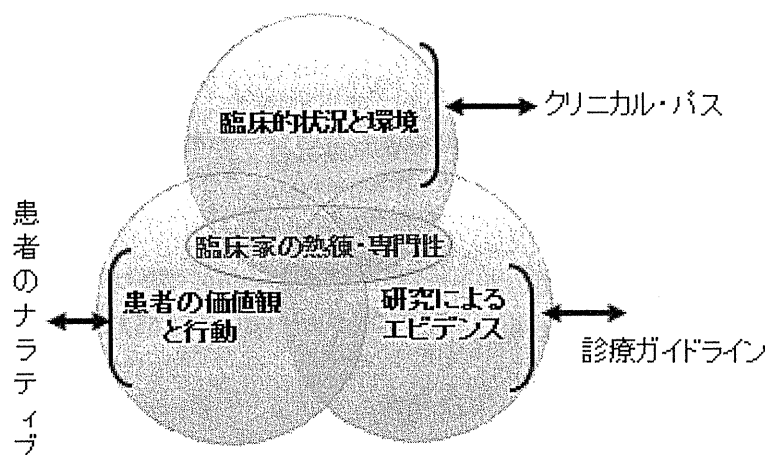 臨床的状況と環境
クリニカル・パス
臨床家の熟練・専門性
患者の価値観
と行動
研究による
エビデンス
患者のナラティブ
診療ガイドライン